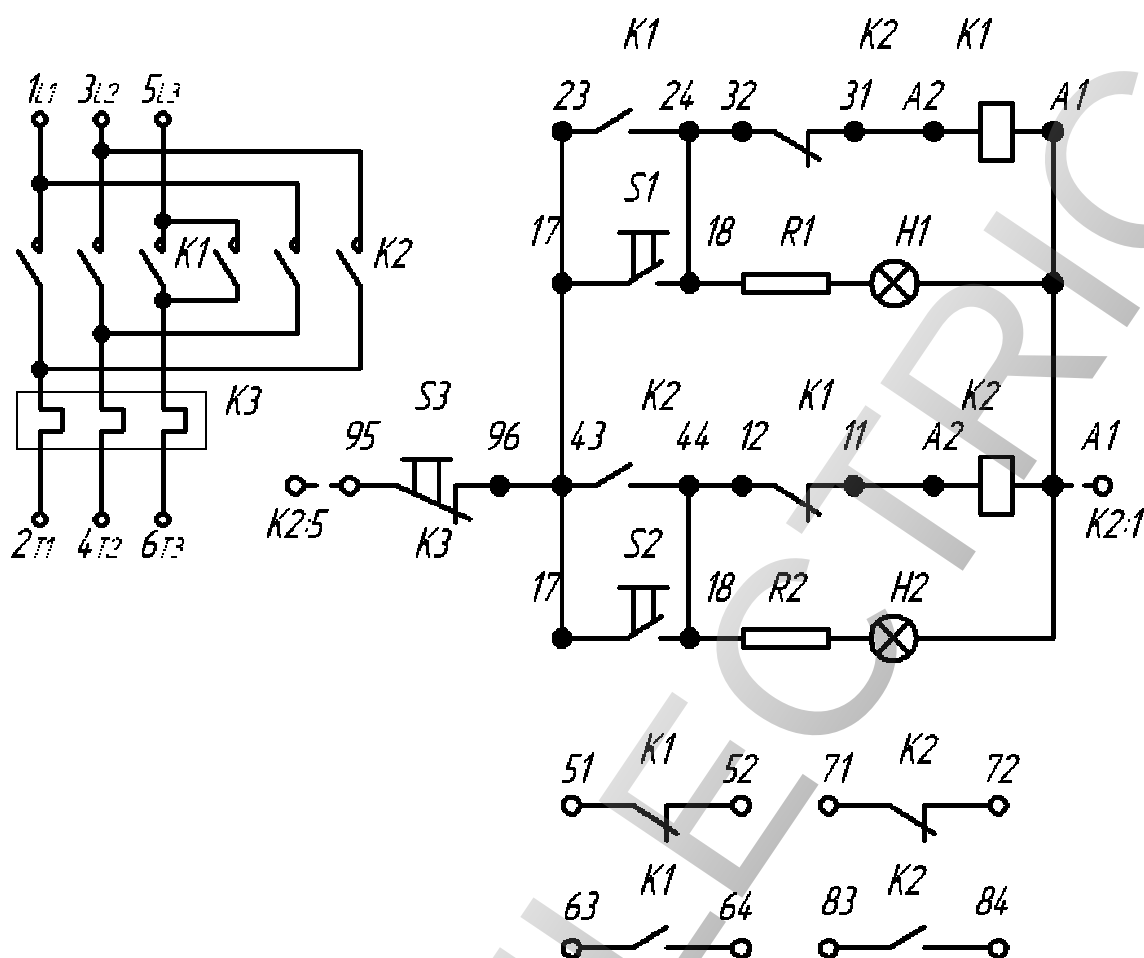 K1 K2 K1
1L1 3L2 5L3
23 24 32 31 A2 A1
S1
17 18 R1 H1
K1 K2
K3 S3 K2 K1 K2
95 96 43 44 12 11 A2 A1
K2:5 K3 S2 K2:1
2T1 4T2 6T3
17 18 R2 H2
K1 K2
51 52 71 72
K1 K2
63 64 83 84
ELECTRIC